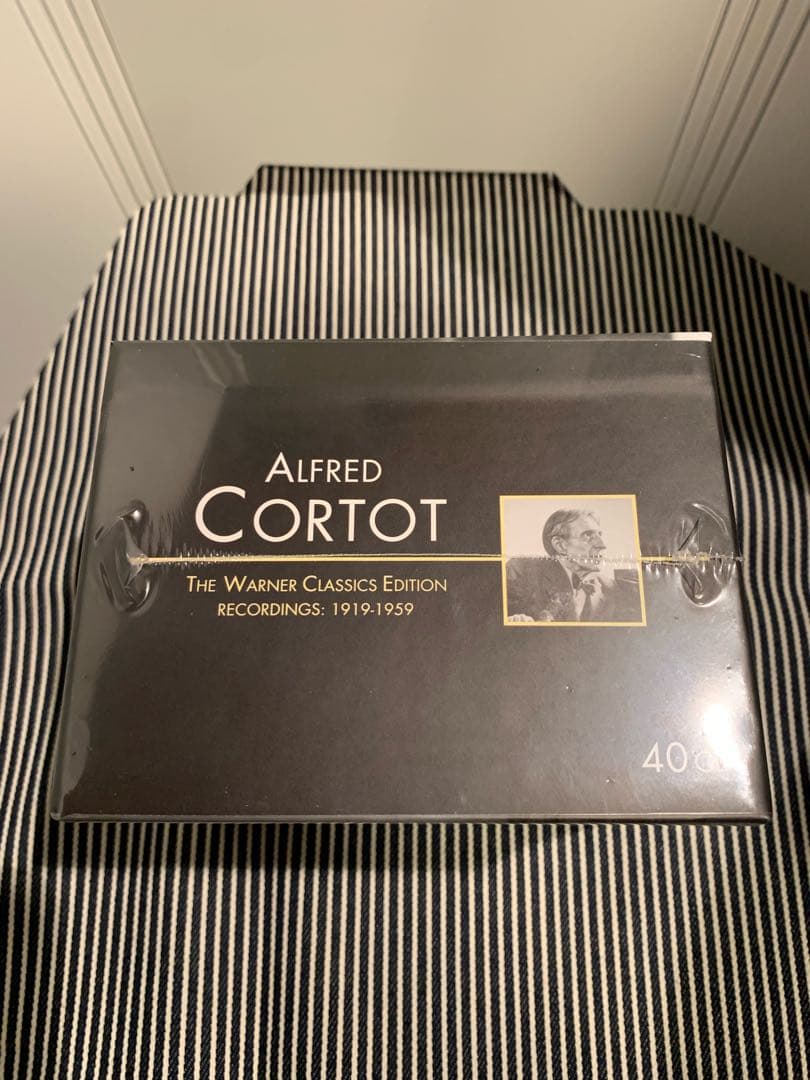 ALFRED
CORTOT
THE WARNER CLASSICS EDITION
RECORDINGS: 1919-1959
40